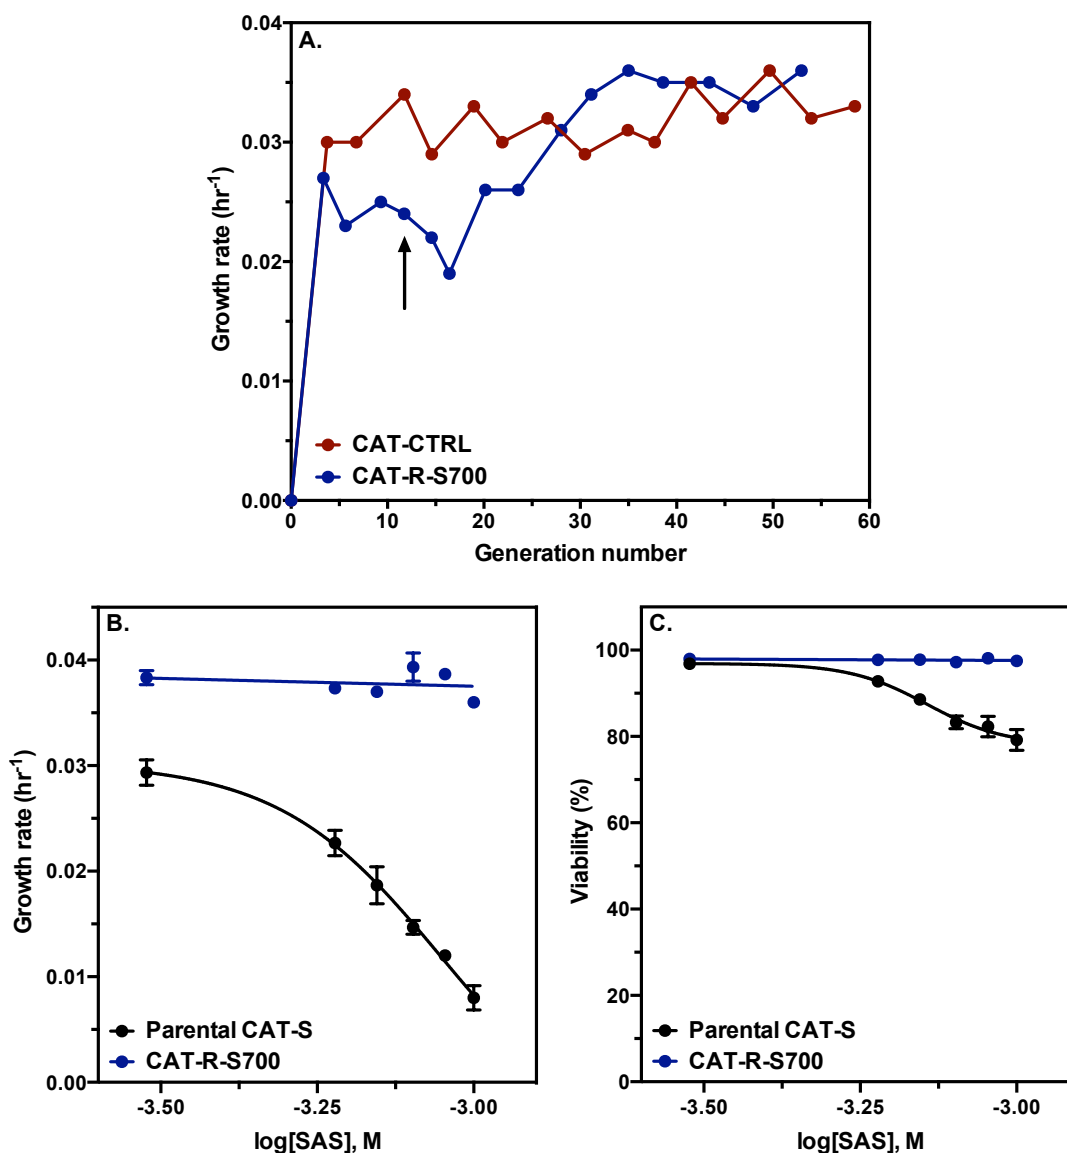 A.
0.04
0.03
0.02
0.01
0.00
Growth rate (hr-1)
CAT-CTRL
CAT-R-S700
0 10 20 30 40 50 60
Generation number
B.
0.04
0.03
0.02
0.01
0.00
Growth rate (hr-1)
Parental CAT-S
CAT-R-S700
-3.50 -3.25 -3.00
log[SAS], M
C.
100
80
60
40
20
0
Viability (%)
Parental CAT-S
CAT-R-S700
-3.50 -3.25 -3.00
log[SAS], M